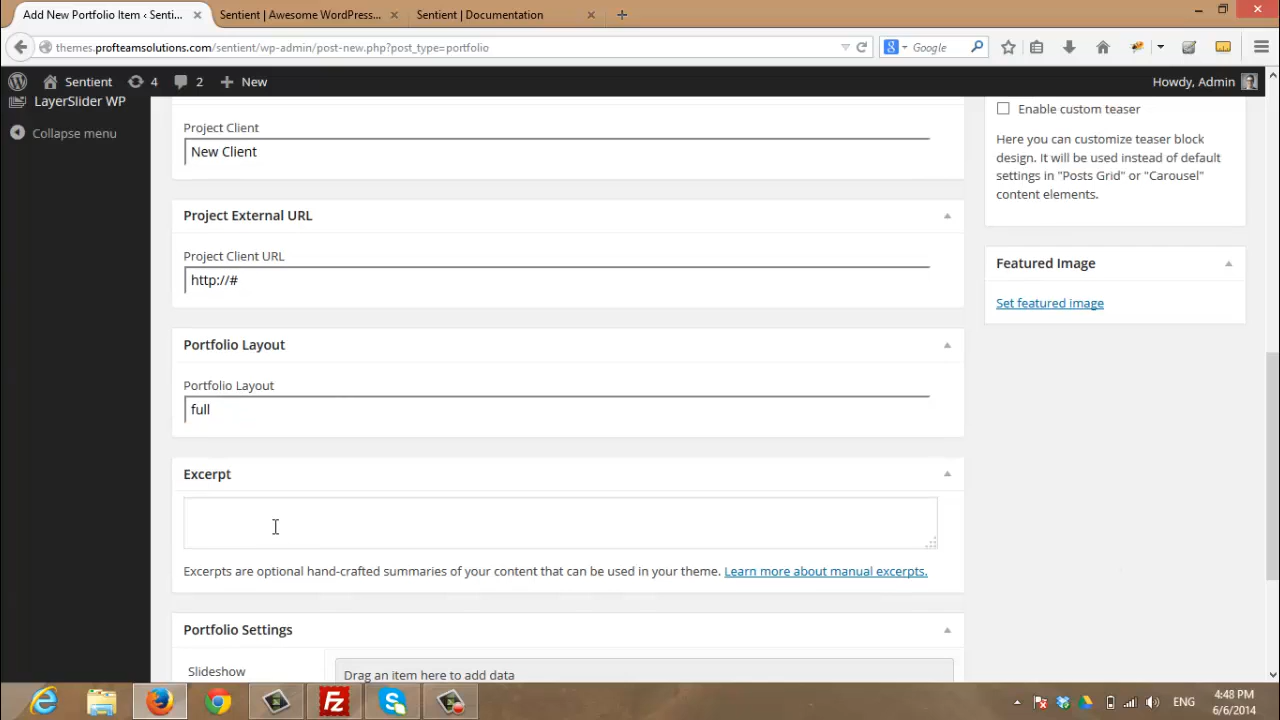 Add New Portfolio Item ‹ Senti... × Sentient | Awesome WordPress... × Sentient | Documentation ×
themes.profteamsolutions.com/sentient/wp-admin/post-new.php?post_type=portfolio Google
Sentient 4 2 New Howdy, Admin
LayerSlider WP
Collapse menu
Project Client
New Client
Project External URL
Project Client URL
http://#
Portfolio Layout
Portfolio Layout
full
Excerpt
Excerpts are optional hand-crafted summaries of your content that can be used in your theme. Learn more about manual excerpts.
Portfolio Settings
Slideshow
Drag an item here to add data
Enable custom teaser
Here you can customize teaser block
design. It will be used instead of default
settings in "Posts Grid" or "Carousel"
content elements.
Featured Image
Set featured image
ENG
4:48 PM
6/6/2014